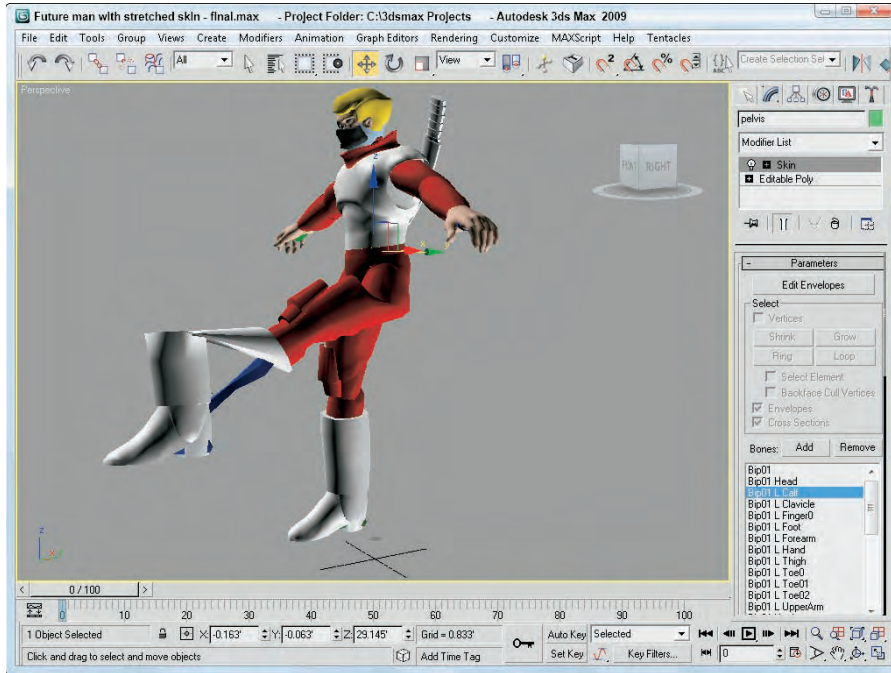 Future man with stretched skin - final.max - Project Folder: C:\3dsmax Projects - Autodesk 3ds Max 2009
File Edit Tools Group Views Create Modifiers Animation Graph Editors Rendering Customize MAXScript Help Tentacles
All View Create Selection Set
Perspective
RIGHT
pelvis
Modifier List
Skin
Editable Poly
Parameters
Edit Envelopes
Select
Vertices
Shrink Grow
Ring Loop
Select Element
Backface Cull Vertices
Envelopes
Cross Sections
Bones: Add Remove
Bip01
Bip01 Head
Bip01 L Calf
Bip01 L Clavicle
Bip01 L Finger0
Bip01 L Foot
Bip01 L Forearm
Bip01 L Hand
Bip01 L Thigh
Bip01 L Toe0
Bip01 L Toe01
Bip01 L Toe02
Bip01 L UpperArm
z
x
z
x
0 / 100
0 10 20 30 40 50 60 70 80 90 100
1 Object Selected X: -0.163' Y: -0.063' Z: 29.145' Grid = 0.833' Auto Key Selected
Click and drag to select and move objects Add Time Tag Set Key Key Filters... 0